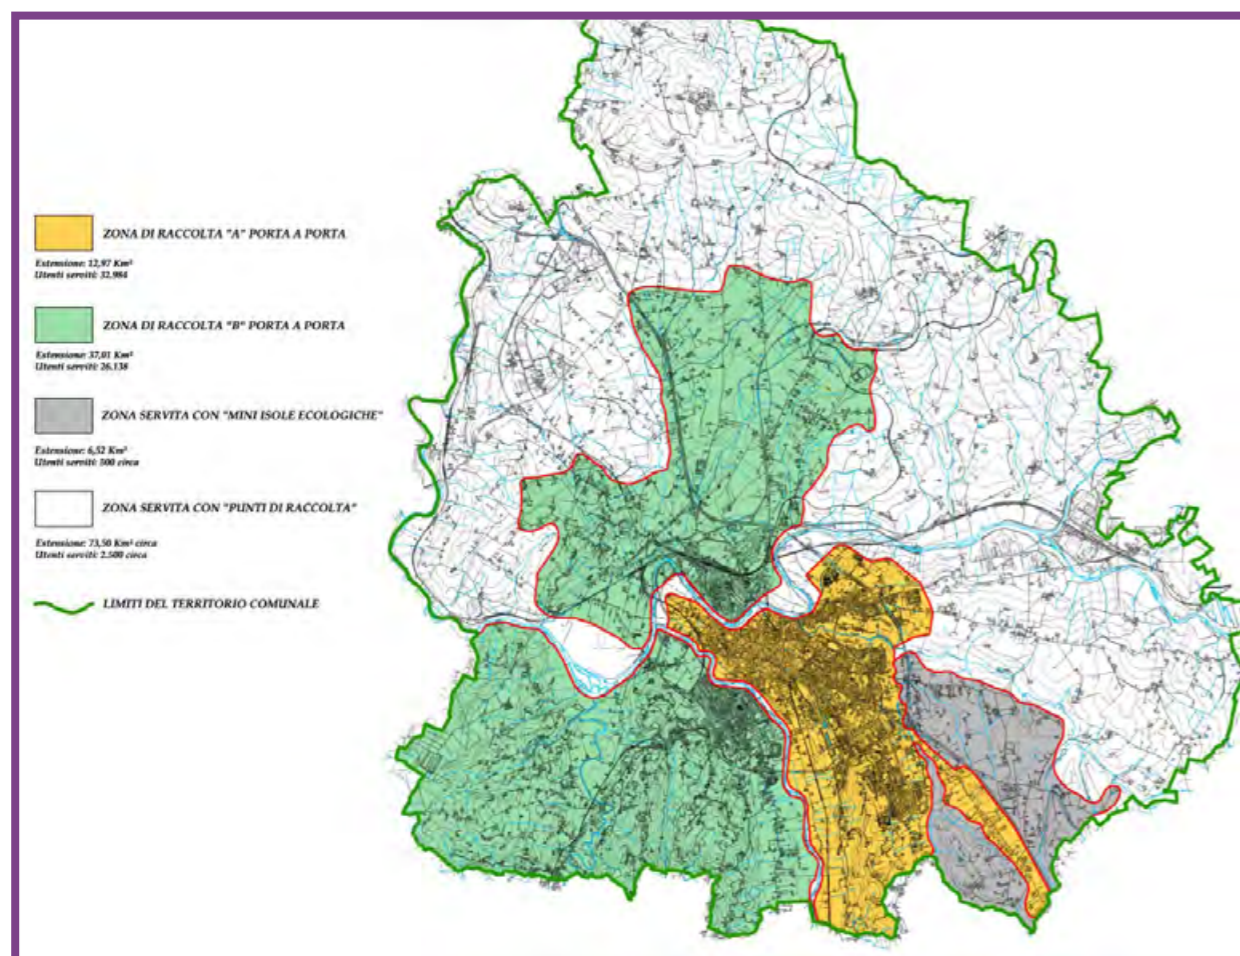 ZONA DI RACCOLTA "A" PORTA A PORTA
Estensione: 12,97 Km²
Utenti serviti: 32.984
ZONA DI RACCOLTA "B" PORTA A PORTA
Estensione: 37,01 Km²
Utenti serviti: 26.138
ZONA SERVITA CON "MINI ISOLE ECOLOGICHE"
Estensione: 6,52 Km²
Utenti serviti: 500 circa
ZONA SERVITA CON "PUNTI DI RACCOLTA"
Estensione: 73,50 Km² circa
Utenti serviti: 2.500 circa
LIMITI DEL TERRITORIO COMUNALE